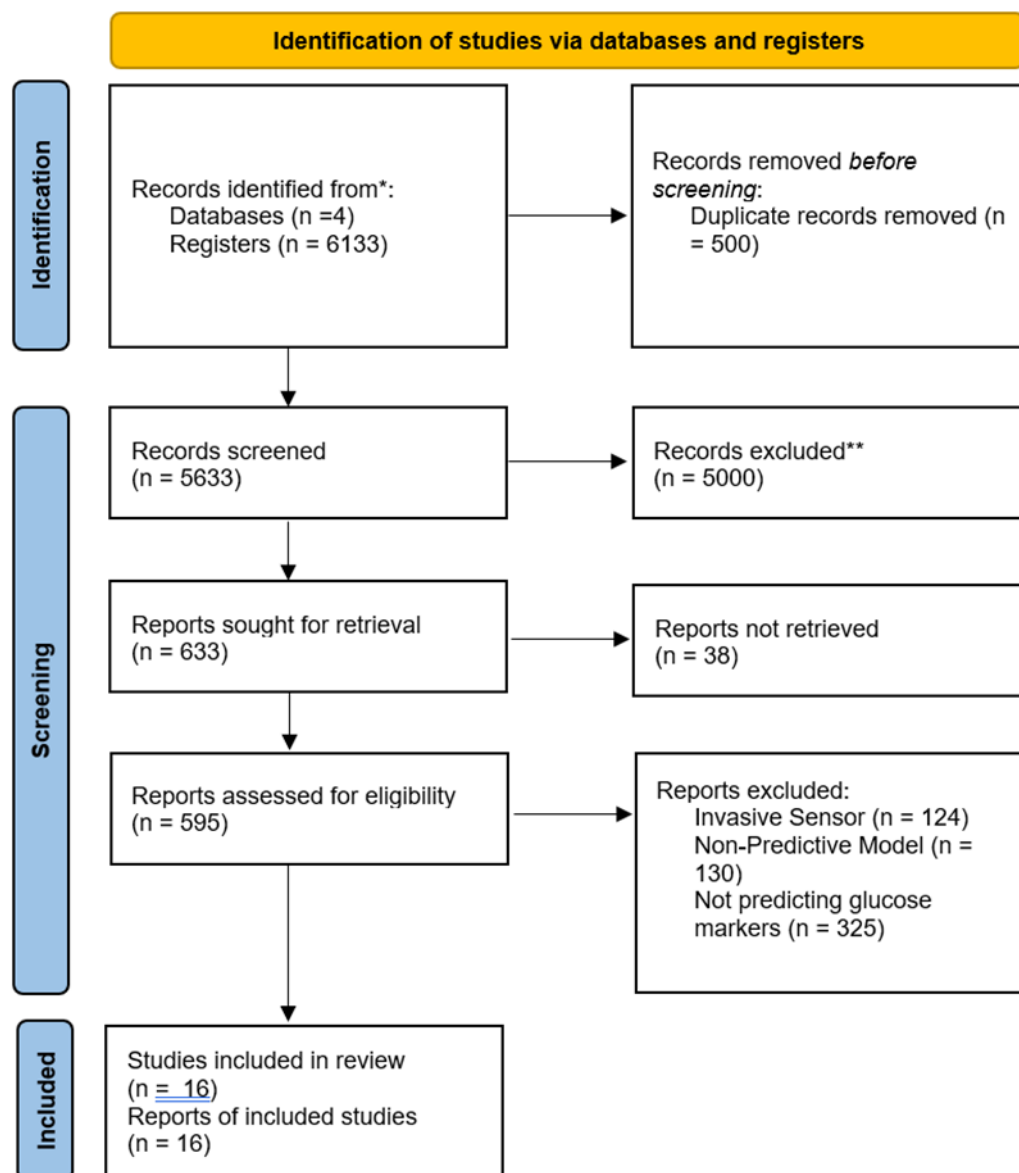 Identification of studies via databases and registers
Identification
Records identified from*:
Databases (n =4)
Registers (n = 6133)
Records removed before
screening:
Duplicate records removed (n
= 500)
Screening
Records screened
(n = 5633)
Records excluded**
(n = 5000)
Reports sought for retrieval
(n = 633)
Reports not retrieved
(n = 38)
Reports assessed for eligibility
(n = 595)
Reports excluded:
Invasive Sensor (n = 124)
Non-Predictive Model (n =
130)
Not predicting glucose
markers (n = 325)
Included
Studies included in review
(n = 16)
Reports of included studies
(n = 16)